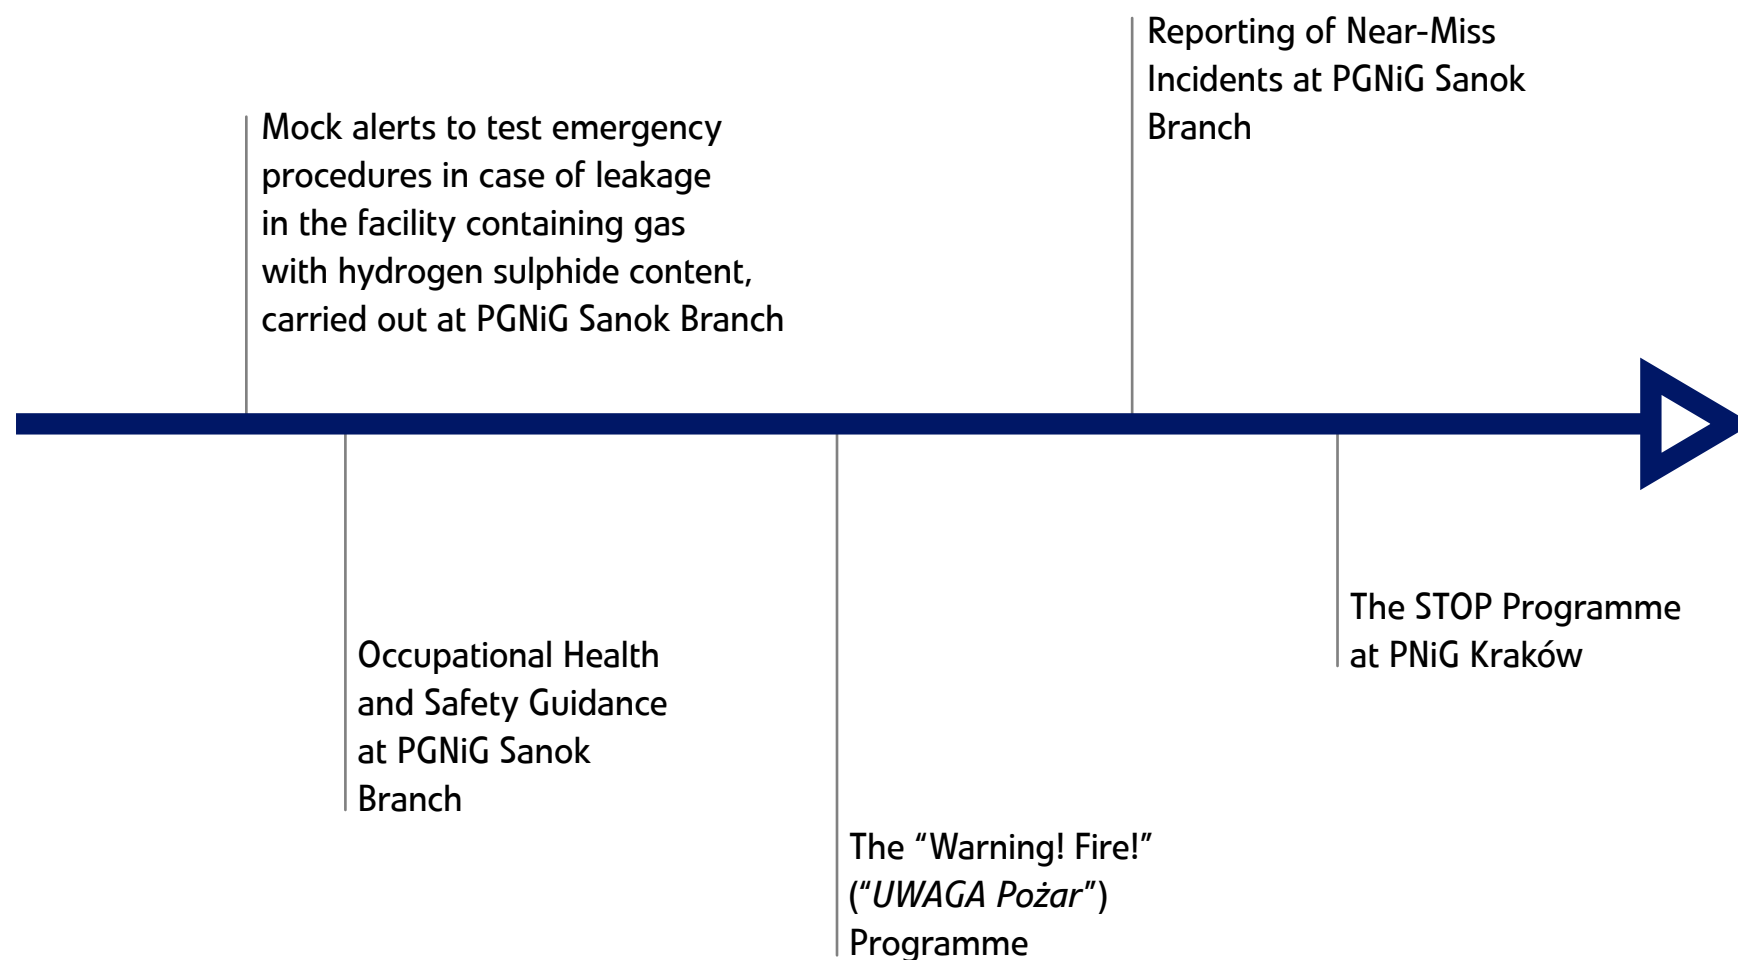 Mock alerts to test emergency
procedures in case of leakage
in the facility containing gas
with hydrogen sulphide content,
carried out at PGNiG Sanok Branch
Occupational Health
and Safety Guidance
at PGNiG Sanok
Branch
The “Warning! Fire!”
(“UWAGA Pożar”)
Programme
Reporting of Near-Miss
Incidents at PGNiG Sanok
Branch
The STOP Programme
at PNiG Kraków